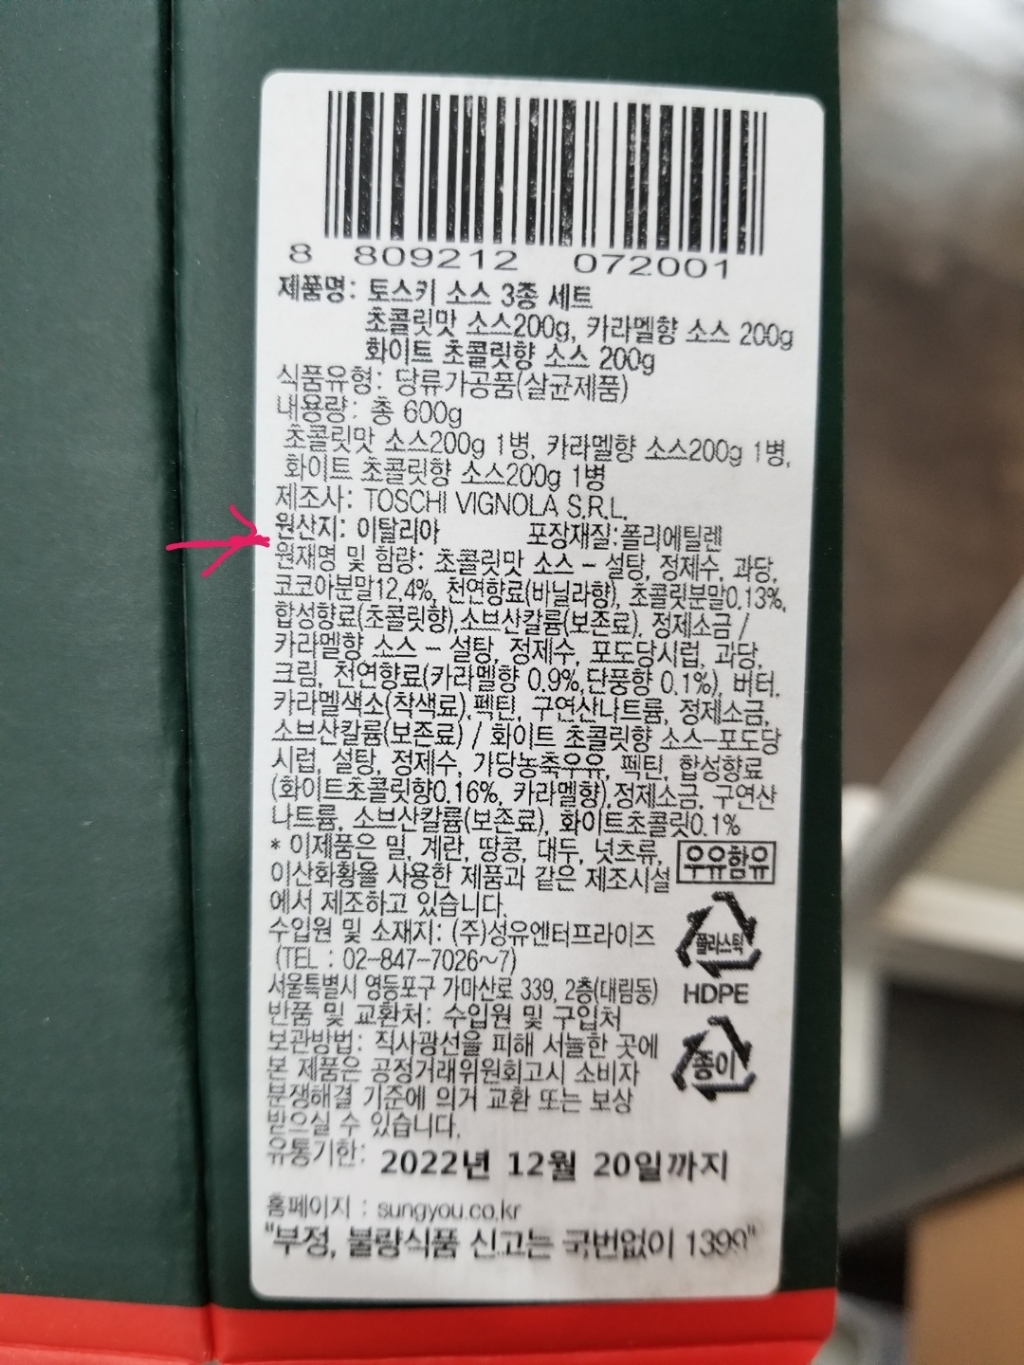 8 809212 072001
제품명: 토스키 소스 3종 세트
초콜릿맛 소스200g, 카라멜향 소스 200g
화이트 초콜릿향 소스 200g
식품유형: 당류가공품(살균제품)
내용량: 총 600g
초콜릿맛 소스200g 1병, 카라멜향 소스200g 1병,
화이트 초콜릿향 소스200g 1병
제조사: TOSCHI VIGNOLA S.R.L.
원산지: 이탈리아 포장재질:폴리에틸렌
원재명 및 함량: 초콜릿맛 소스 - 설탕, 정제수, 과당,
코코아분말12.4%, 천연향료(바닐라향), 초콜릿분말0.13%,
합성향료(초콜릿향),소브산칼륨(보존료), 정제소금 /
카라멜향 소스 - 설탕, 정제수, 포도당시럽, 과당,
크림, 천연향료(카라멜향 0.9%,단풍향 0.1%), 버터,
카라멜색소(착색료),펙틴, 구연산나트륨, 정제소금,
소브산칼륨(보존료) / 화이트 초콜릿향 소스-포도당
시럽, 설탕, 정제수, 가당농축우유, 펙틴, 합성향료
(화이트초콜릿향0.16%, 카라멜향),정제소금, 구연산
나트륨, 소브산칼륨(보존료), 화이트초콜릿0.1%
* 이제품은 밀, 계란, 땅콩, 대두, 넛츠류, 우유함유
이산화황을 사용한 제품과 같은 제조시설
에서 제조하고 있습니다.
수입원 및 소재지: (주)성유엔터프라이즈
(TEL : 02-847-7026~7)
플라스틱
HDPE
서울특별시 영등포구 가마산로 339, 2층(대림동)
반품 및 교환처: 수입원 및 구입처
보관방법: 직사광선을 피해 서늘한 곳에
종이
본 제품은 공정거래위원회고시 소비자
분쟁해결 기준에 의거 교환 또는 보상
받으실 수 있습니다.
유통기한: 2022년 12월 20일까지
홈페이지 : sungyou.co.kr
"부정, 불량식품 신고는 국번없이 1399"